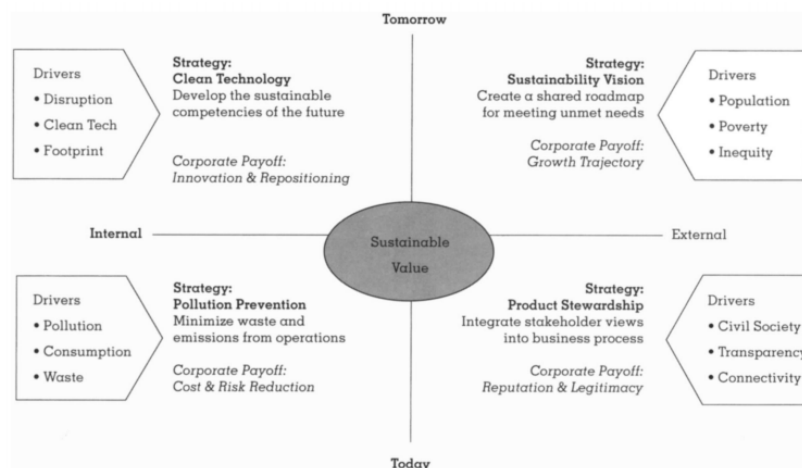 Tomorrow
Drivers
• Disruption
• Clean Tech
• Footprint
Strategy:
Clean Technology
Develop the sustainable
competencies of the future
Corporate Payoff:
Innovation & Repositioning
Strategy:
Sustainability Vision
Create a shared roadmap
for meeting unmet needs
Corporate Payoff:
Growth Trajectory
Drivers
• Population
• Poverty
• Inequity
Internal
Sustainable
Value
External
Drivers
• Pollution
• Consumption
• Waste
Strategy:
Pollution Prevention
Minimize waste and
emissions from operations
Corporate Payoff:
Cost & Risk Reduction
Strategy:
Product Stewardship
Integrate stakeholder views
into business process
Corporate Payoff:
Reputation & Legitimacy
Drivers
• Civil Society
• Transparency
• Connectivity
Today